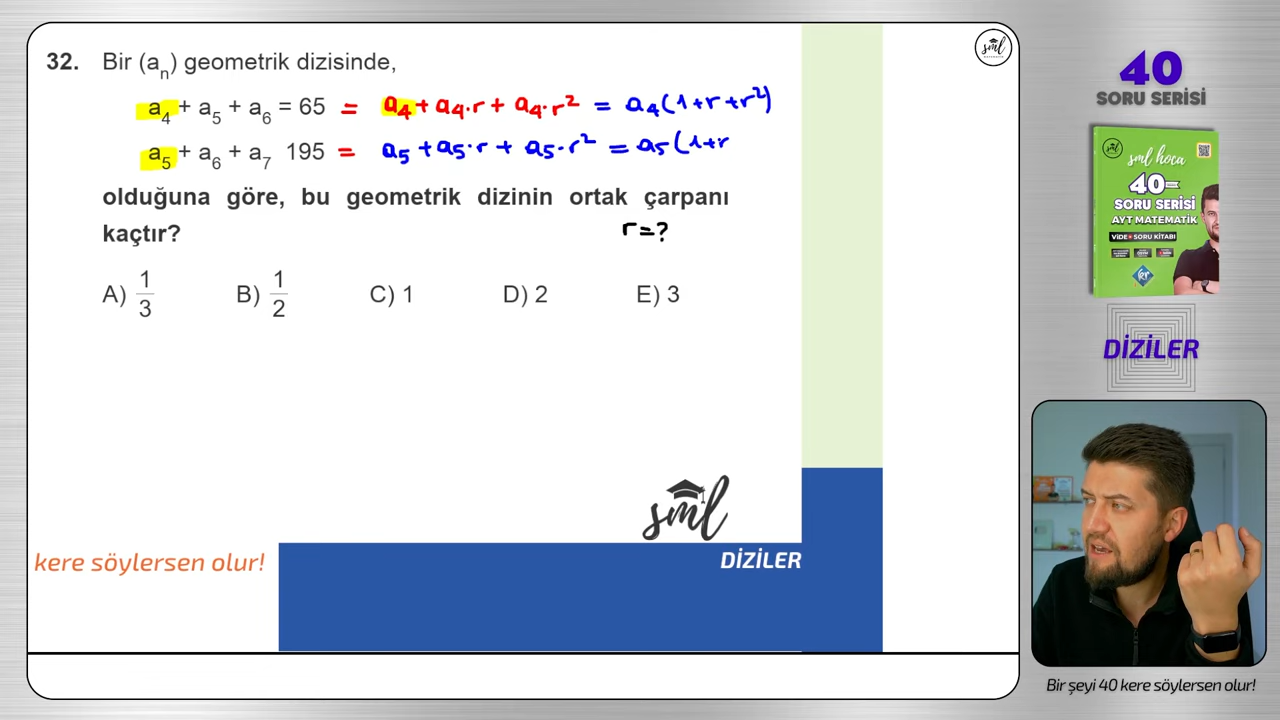 32. Bir (aₙ) geometrik dizisinde,
a₄ + a₅ + a₆ = 65 = a₄ + a₄·r + a₄·r² = a₄(1+r+r²)
a₅ + a₆ + a₇ 195 = a₅ + a₅·r + a₅·r² = a₅(1+r
olduğuna göre, bu geometrik dizinin ortak çarpanı
kaçtır?
r=?
A) 1/3 B) 1/2 C) 1 D) 2 E) 3
sml
DİZİLER
kere söylersen olur!
sml
40
SORU SERİSİ
sml hoca
40
SORU SERİSİ
AYT MATEMATİK
VİDEO SORU KİTABI
DİZİLER
Bir şeyi 40 kere söylersen olur!